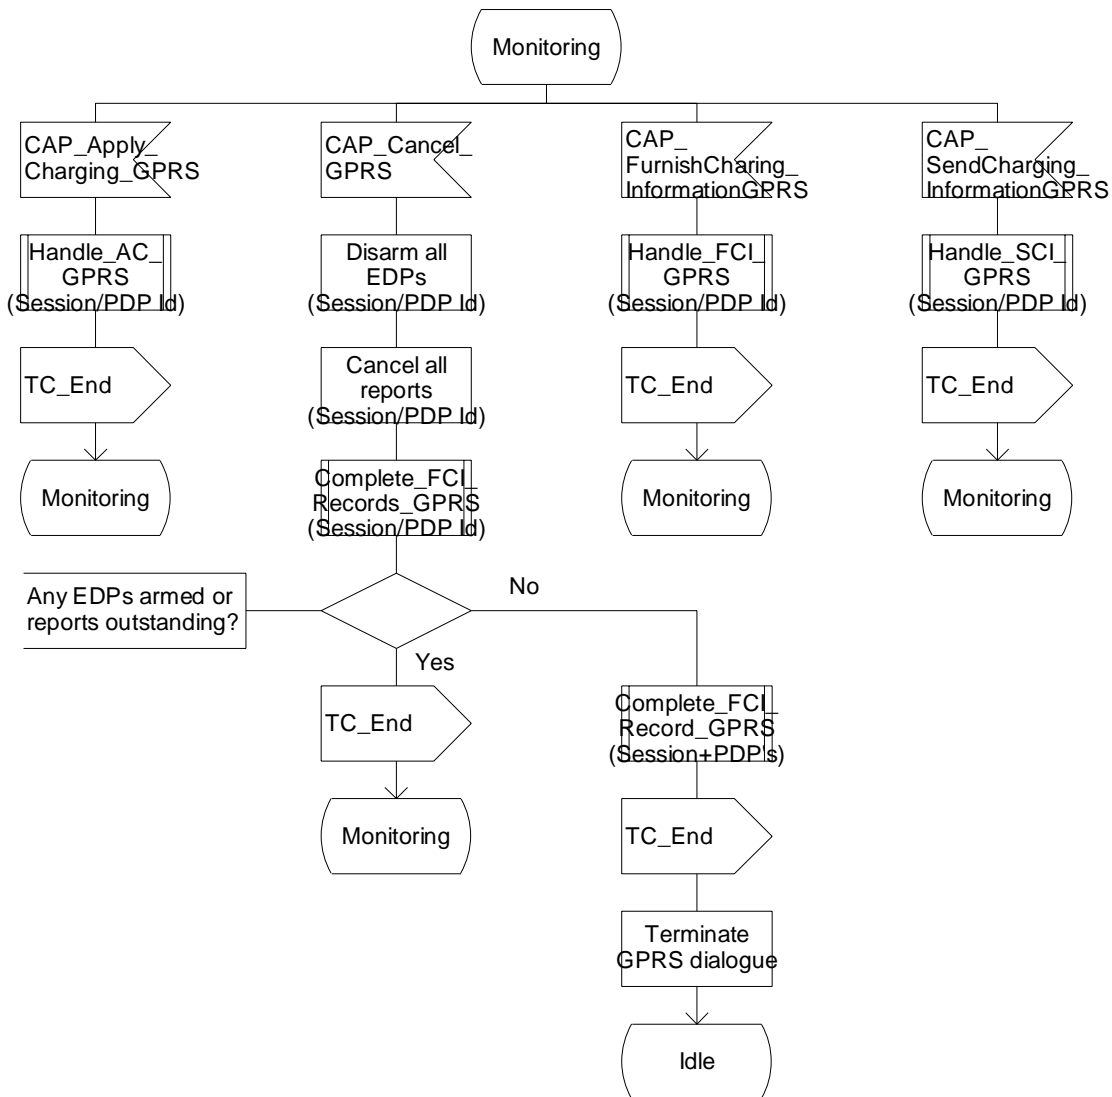 Monitoring
CAP_Apply_
Charging_GPRS
CAP_Cancel_
GPRS
CAP_
FurnishCharing_
InformationGPRS
CAP_
SendCharging_
InformationGPRS
Handle_AC_
GPRS
(Session/PDP Id)
Disarm all
EDPs
(Session/PDP Id)
Handle_FCI_
GPRS
(Session/PDP Id)
Handle_SCI_
GPRS
(Session/PDP Id)
TC_End
Cancel all
reports
(Session/PDP Id)
TC_End
TC_End
Monitoring
Complete_FCI_
Records_GPRS
(Session/PDP Id)
Monitoring
Monitoring
Any EDPs armed or
reports outstanding?
No
Yes
TC_End
Complete_FCI_
Record_GPRS
(Session+PDP's)
Monitoring
TC_End
Terminate
GPRS dialogue
Idle